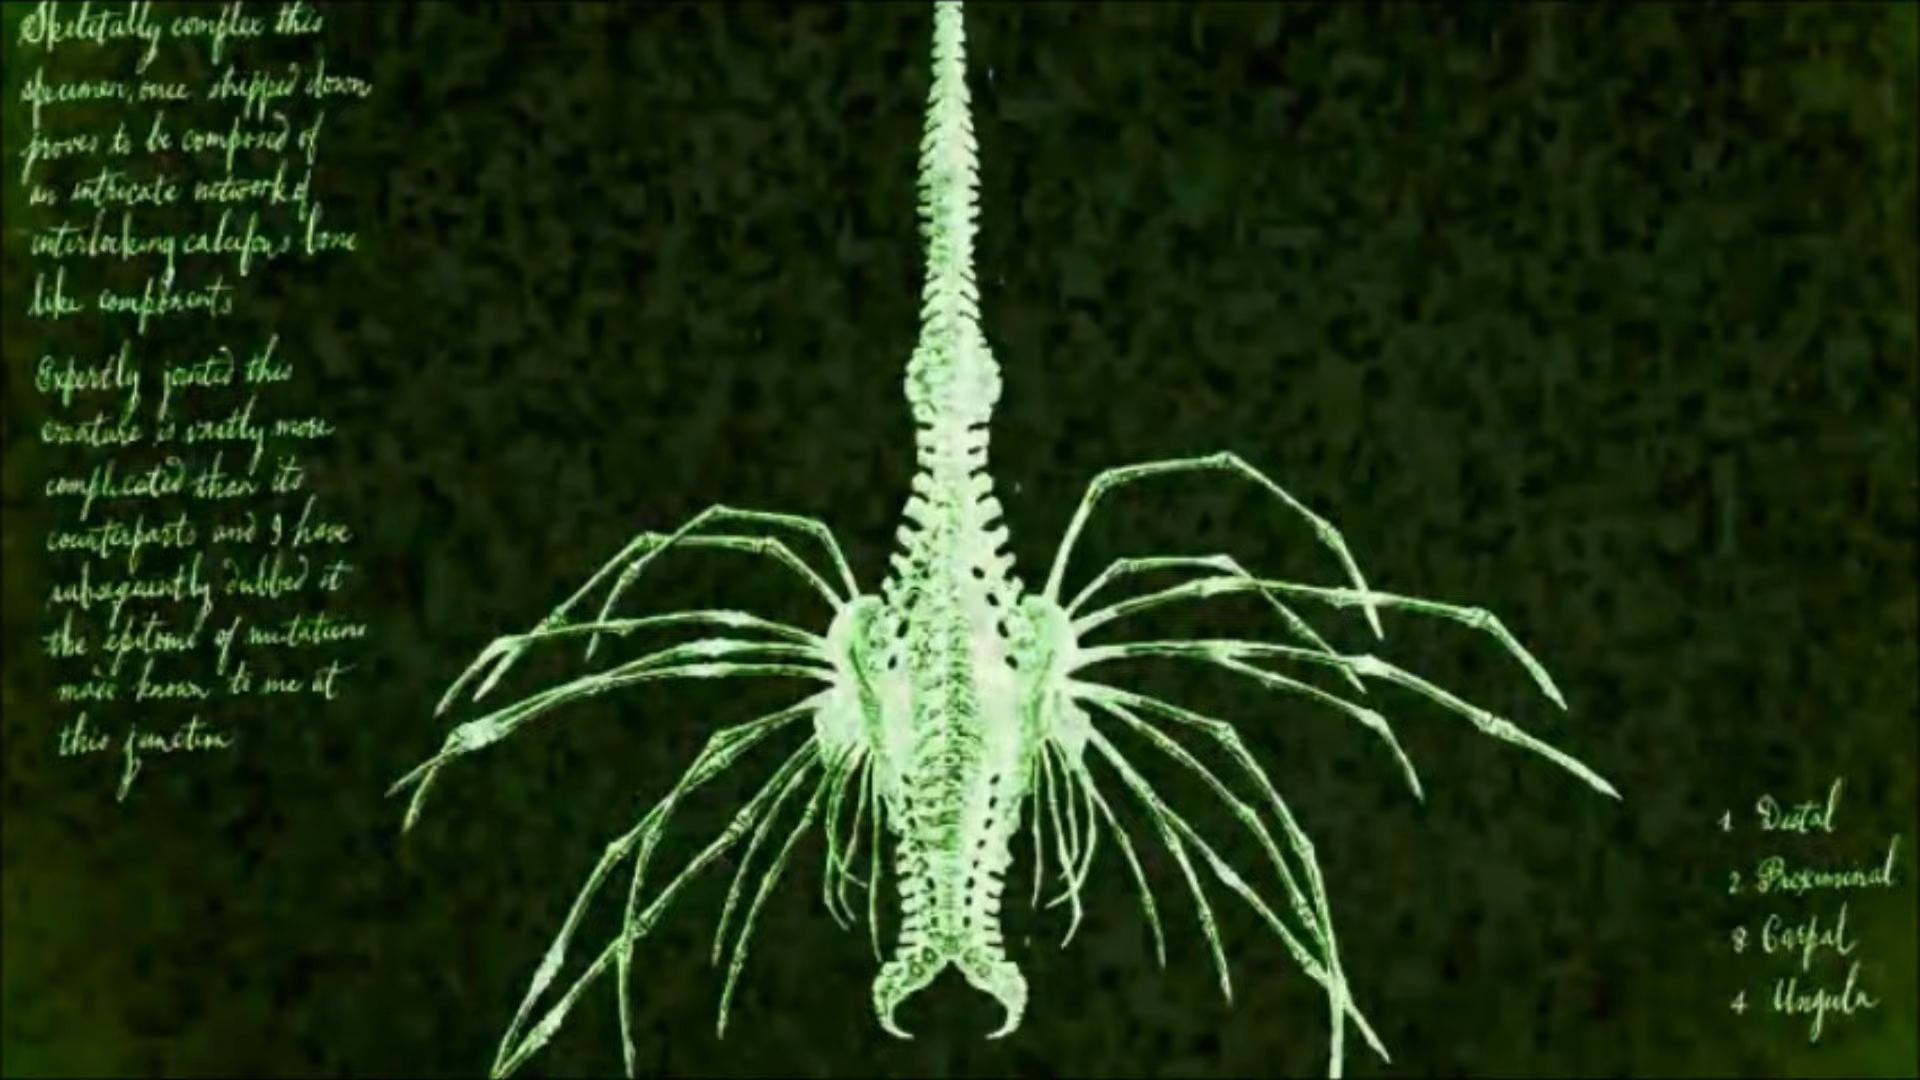 Skeletally complex this
specimen, once shipped down
proves to be composed of
an intricate network of
interlocking calcifous bone
like components
Expertly jointed this
creature is vastly more
complicated than its
counterparts and I have
subsequently dubbed it
the epitome of mutations
made known to me at
this junction
1 Distal
2 Proximinal
3 Carpal
4 Ungula